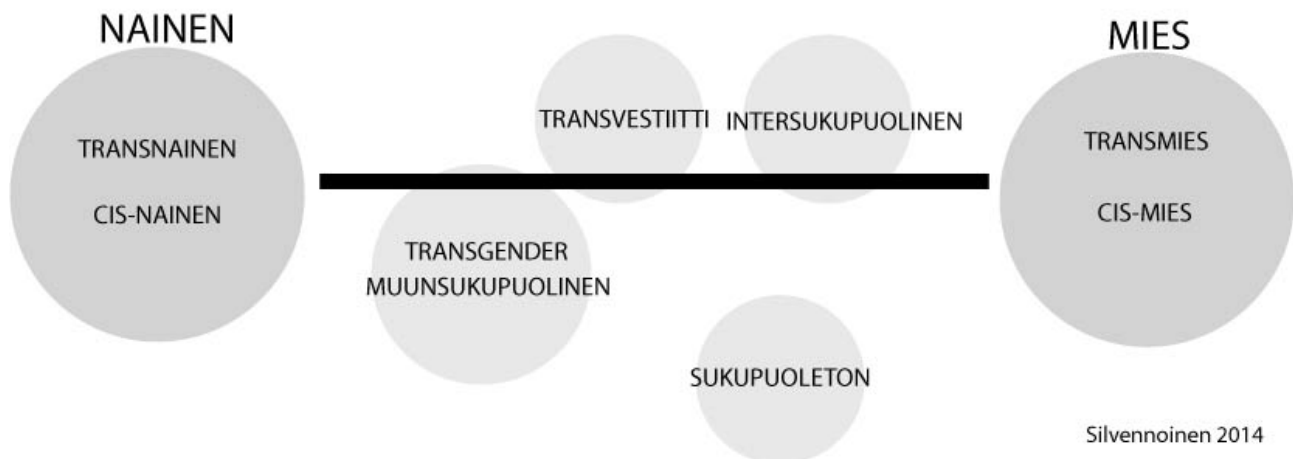 NAINEN
MIES
TRANSVESTIITTI
INTERSUKUPUOLINEN
TRANSNAINEN
TRANSMIES
CIS-NAINEN
CIS-MIES
TRANSGENDER
MUUNSUKUPUOLINEN
SUKUPUOLETON
Silvennoinen 2014